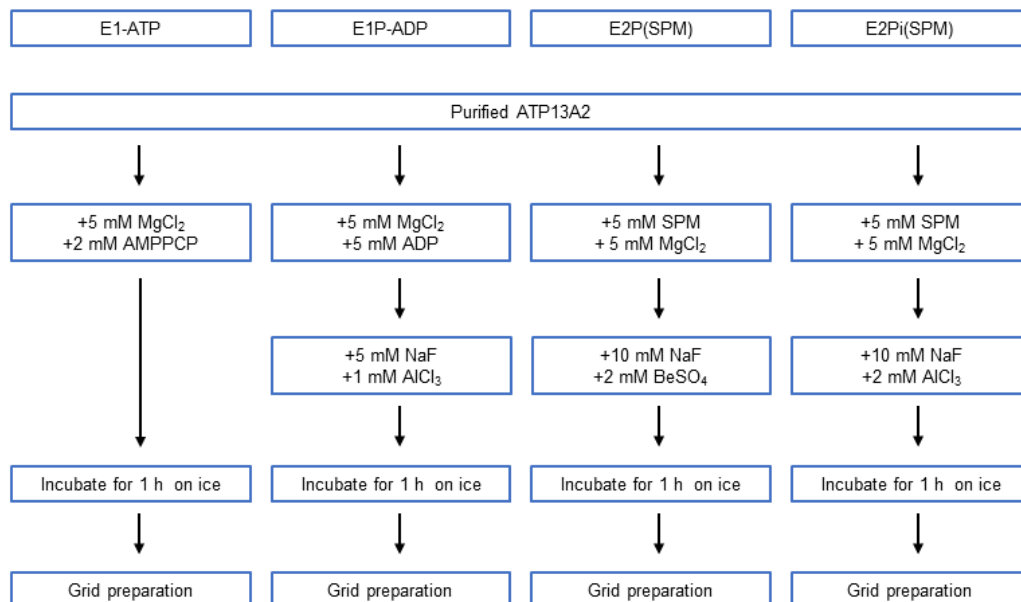 E1-ATP
E1P-ADP
E2P(SPM)
E2Pi(SPM)
Purified ATP13A2
+5 mM MgCl₂
+2 mM AMPPCP
+5 mM MgCl₂
+5 mM ADP
+5 mM SPM
+ 5 mM MgCl₂
+5 mM SPM
+ 5 mM MgCl₂
+5 mM NaF
+1 mM AlCl₃
+10 mM NaF
+2 mM BeSO₄
+10 mM NaF
+2 mM AlCl₃
Incubate for 1 h on ice
Incubate for 1 h on ice
Incubate for 1 h on ice
Incubate for 1 h on ice
Grid preparation
Grid preparation
Grid preparation
Grid preparation